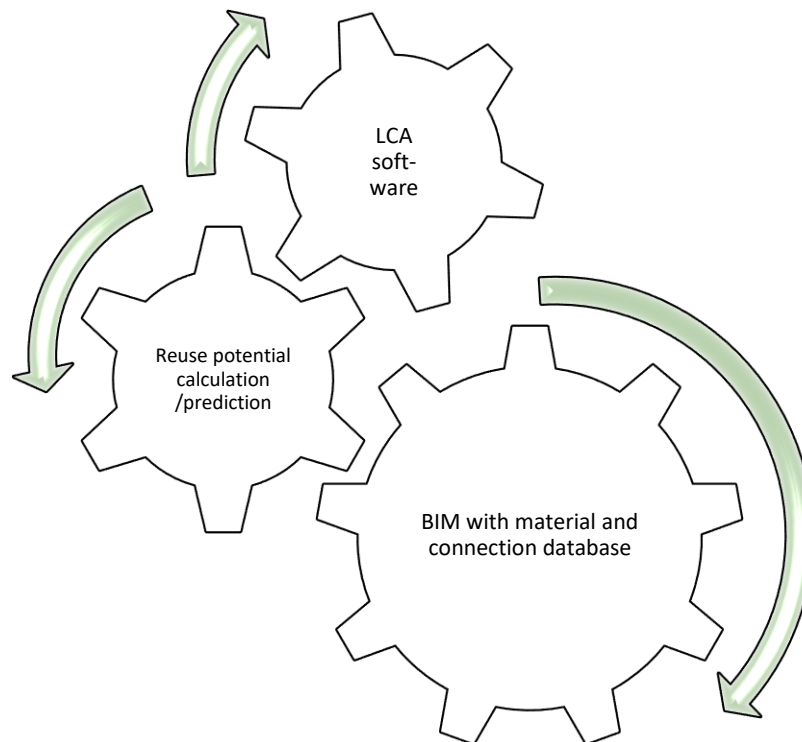 LCA
soft-
ware
Reuse potential
calculation
/prediction
BIM with material and
connection database